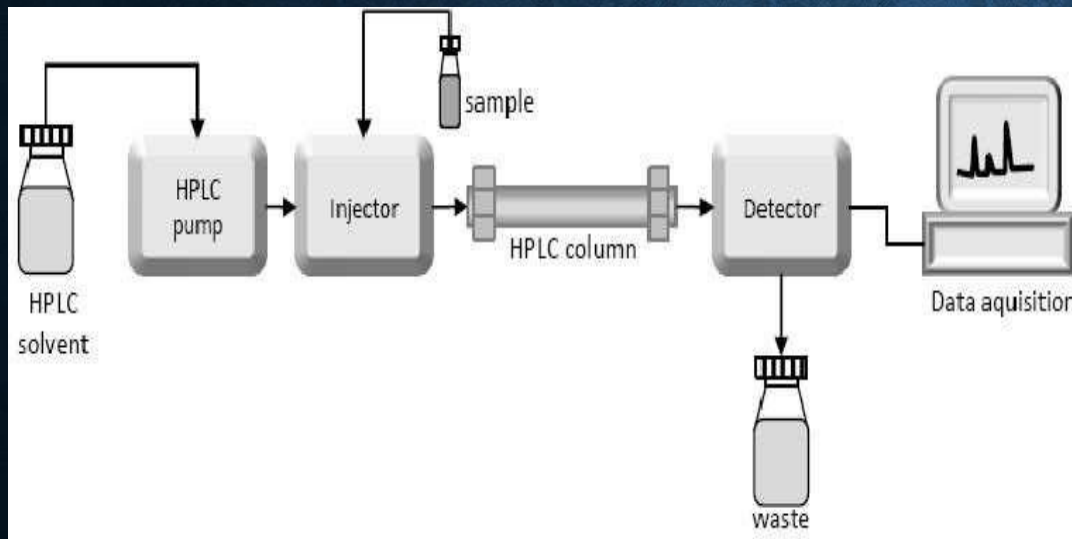 sample
HPLC
pump
Injector
Detector
HPLC column
HPLC
solvent
Data aquisition
waste